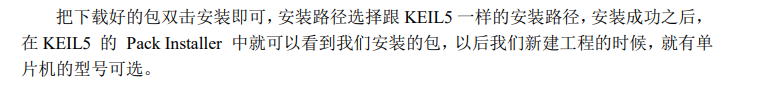 把下载好的包双击安装即可，安装路径选择跟 KEIL5 一样的安装路径，安装成功之后，
在 KEIL5 的 Pack Installer 中就可以看到我们安装的包，以后我们新建工程的时候，就有单
片机的型号可选。